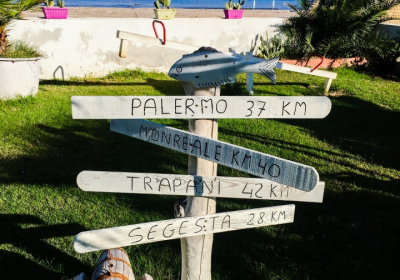 PALERMO 37 KM
MONREALE KM 40
TRAPANI 42 KM
SEGESTA 28 KM